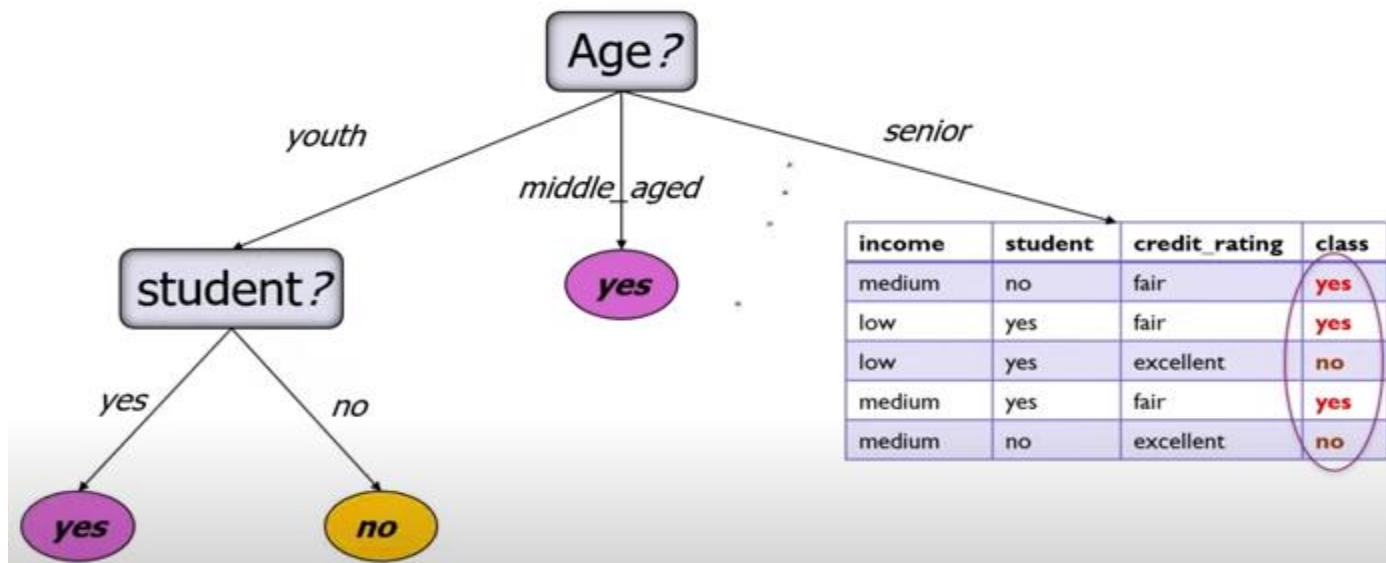 Age?
youth
senior
middle_aged
student?
yes
yes
no
yes
no
income student credit_rating class
medium no fair yes
low yes fair yes
low yes excellent no
medium yes fair yes
medium no excellent no